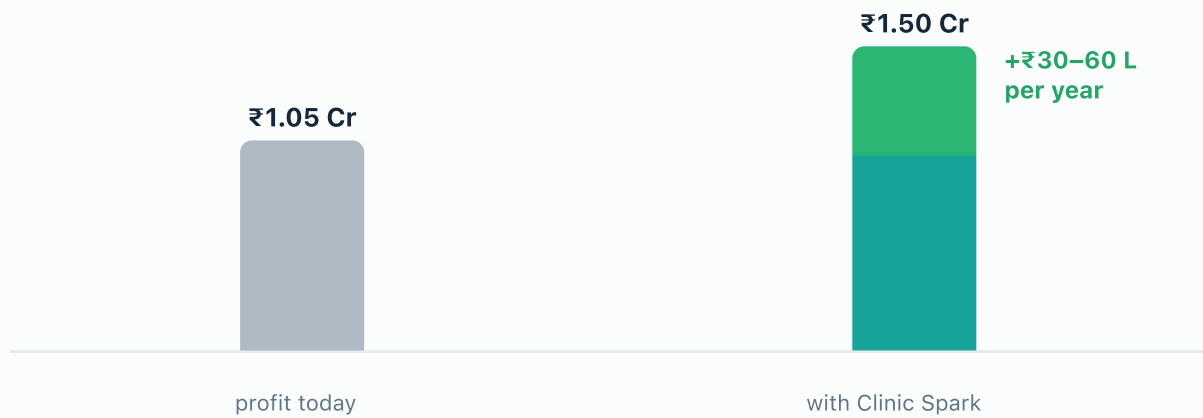 ₹1.50 Cr
+₹30–60 L
per year
₹1.05 Cr
profit today
with Clinic Spark